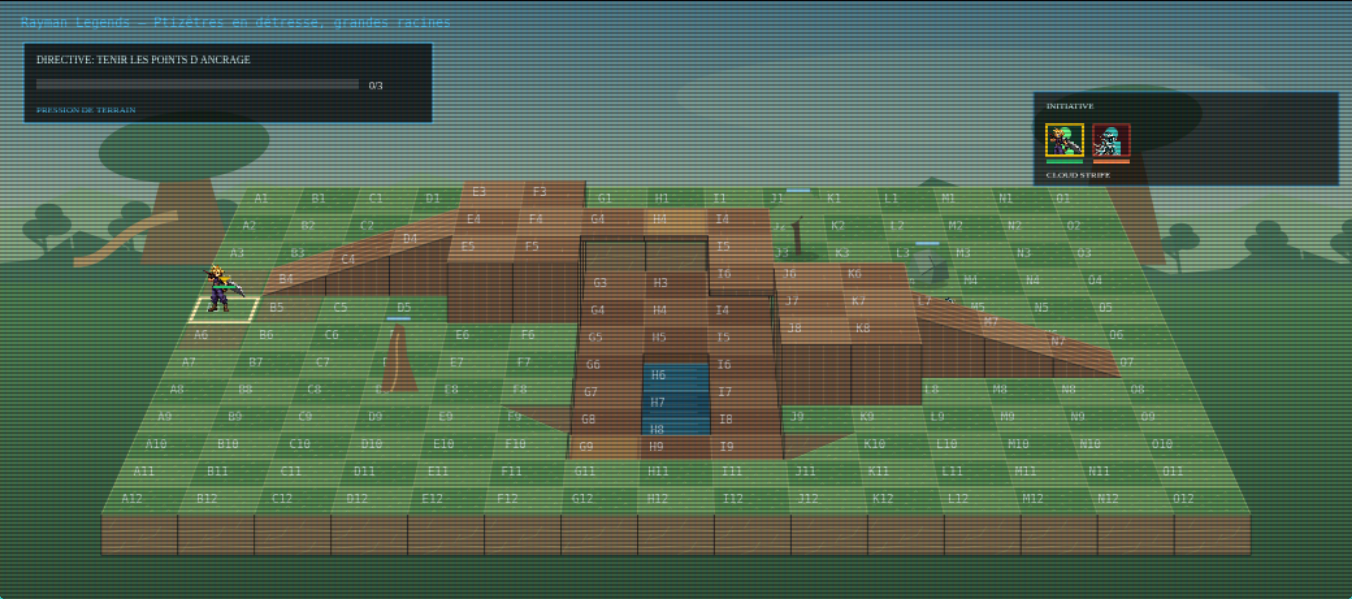 Rayman Legends — Ptizêtres en détresse, grandes racines
DIRECTIVE: TENIR LES POINTS D ANCRAGE
0/3
PRESSION DE TERRAIN
INITIATIVE
CLOUD STRIFE
A1 B1 C1 D1 E3 F3 G1 H1 I1 J1 K1 L1 M1 N1 O1
A2 B2 C2 E4 F4 G4 H4 I4 J2 K2 L2 M2 N2 O2
A3 B3 C4 D4 E5 F5 I5 J3 K3 L3 M3 N3 O3
B4 G3 H3 I6 J6 K6 M4 N4 O4
B5 C5 D5 G4 H4 I4 J7 K7 L7 M5 N5 O5
A6 B6 C6 E6 F6 G5 H5 I5 J8 K8 M7 N7 O6
A7 B7 C7 E7 F7 G6 H6 I6 O7
A8 B8 C8 E8 F8 G7 H7 I7 L8 M8 N8 O8
A9 B9 C9 D9 E9 F9 G8 H8 I8 J9 K9 L9 M9 N9 O9
A10 B10 C10 D10 E10 F10 G9 H9 I9 K10 L10 M10 N10 O10
A11 B11 C11 D11 E11 F11 G11 H11 I11 J11 K11 L11 M11 N11 O11
A12 B12 C12 D12 E12 F12 G12 H12 I12 J12 K12 L12 M12 N12 O12